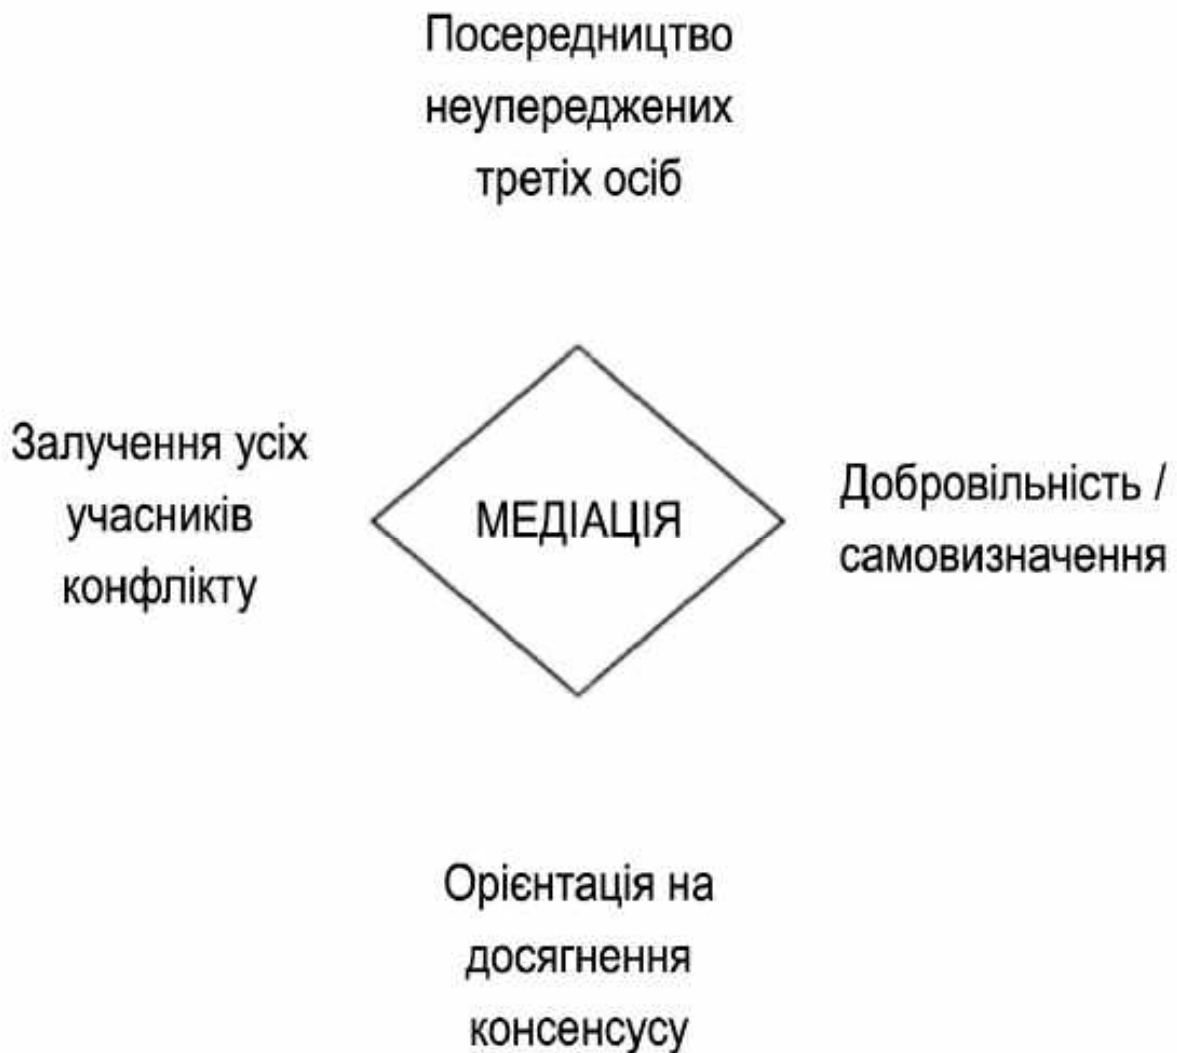 Посередництво
неупереджених
третіх осіб
Залучення усіх
учасників
конфлікту
МЕДІАЦІЯ
Добровільність /
самовизначення
Орієнтація на
досягнення
консенсусу